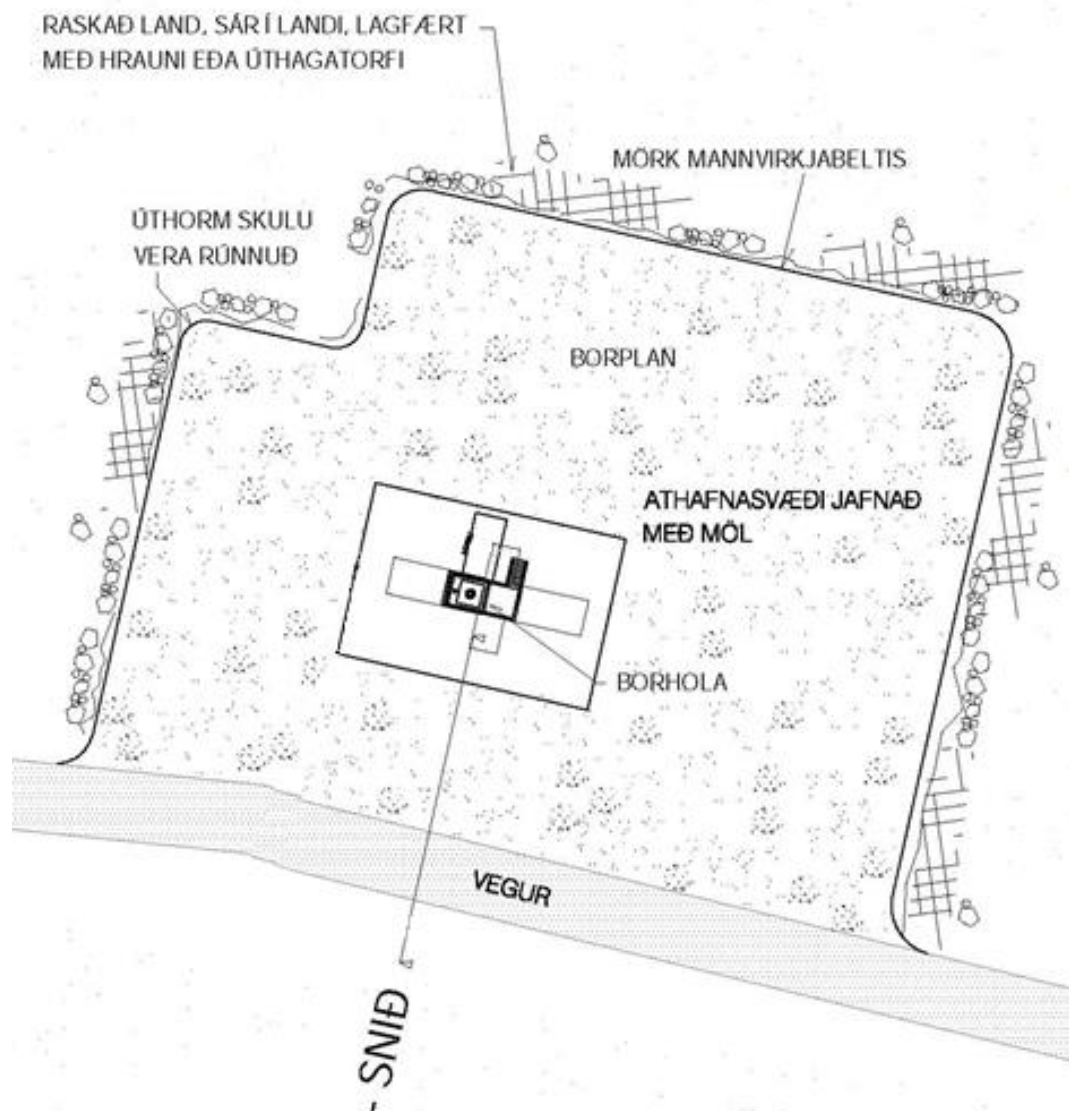 RASKAÐ LAND, SÁR Í LANDI, LAGFÆRT
MEÐ HRAUNI EÐA ÚTHAGATORFI
MÖRK MANNVIRKJABELTIS
ÚTHORM SKULU
VERA RÚNNUÐ
BORPLAN
ATHAFNASVÆÐI JAFNAÐ
MEÐ MÖL
BORHOLA
VEGUR
SNIÐ